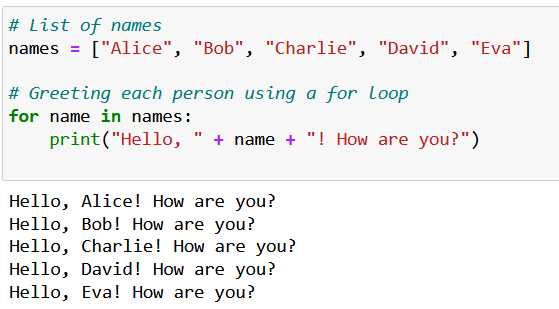 # List of names
names = ["Alice", "Bob", "Charlie", "David", "Eva"]
# Greeting each person using a for loop
for name in names:
    print("Hello, " + name + "! How are you?")
Hello, Alice! How are you?
Hello, Bob! How are you?
Hello, Charlie! How are you?
Hello, David! How are you?
Hello, Eva! How are you?